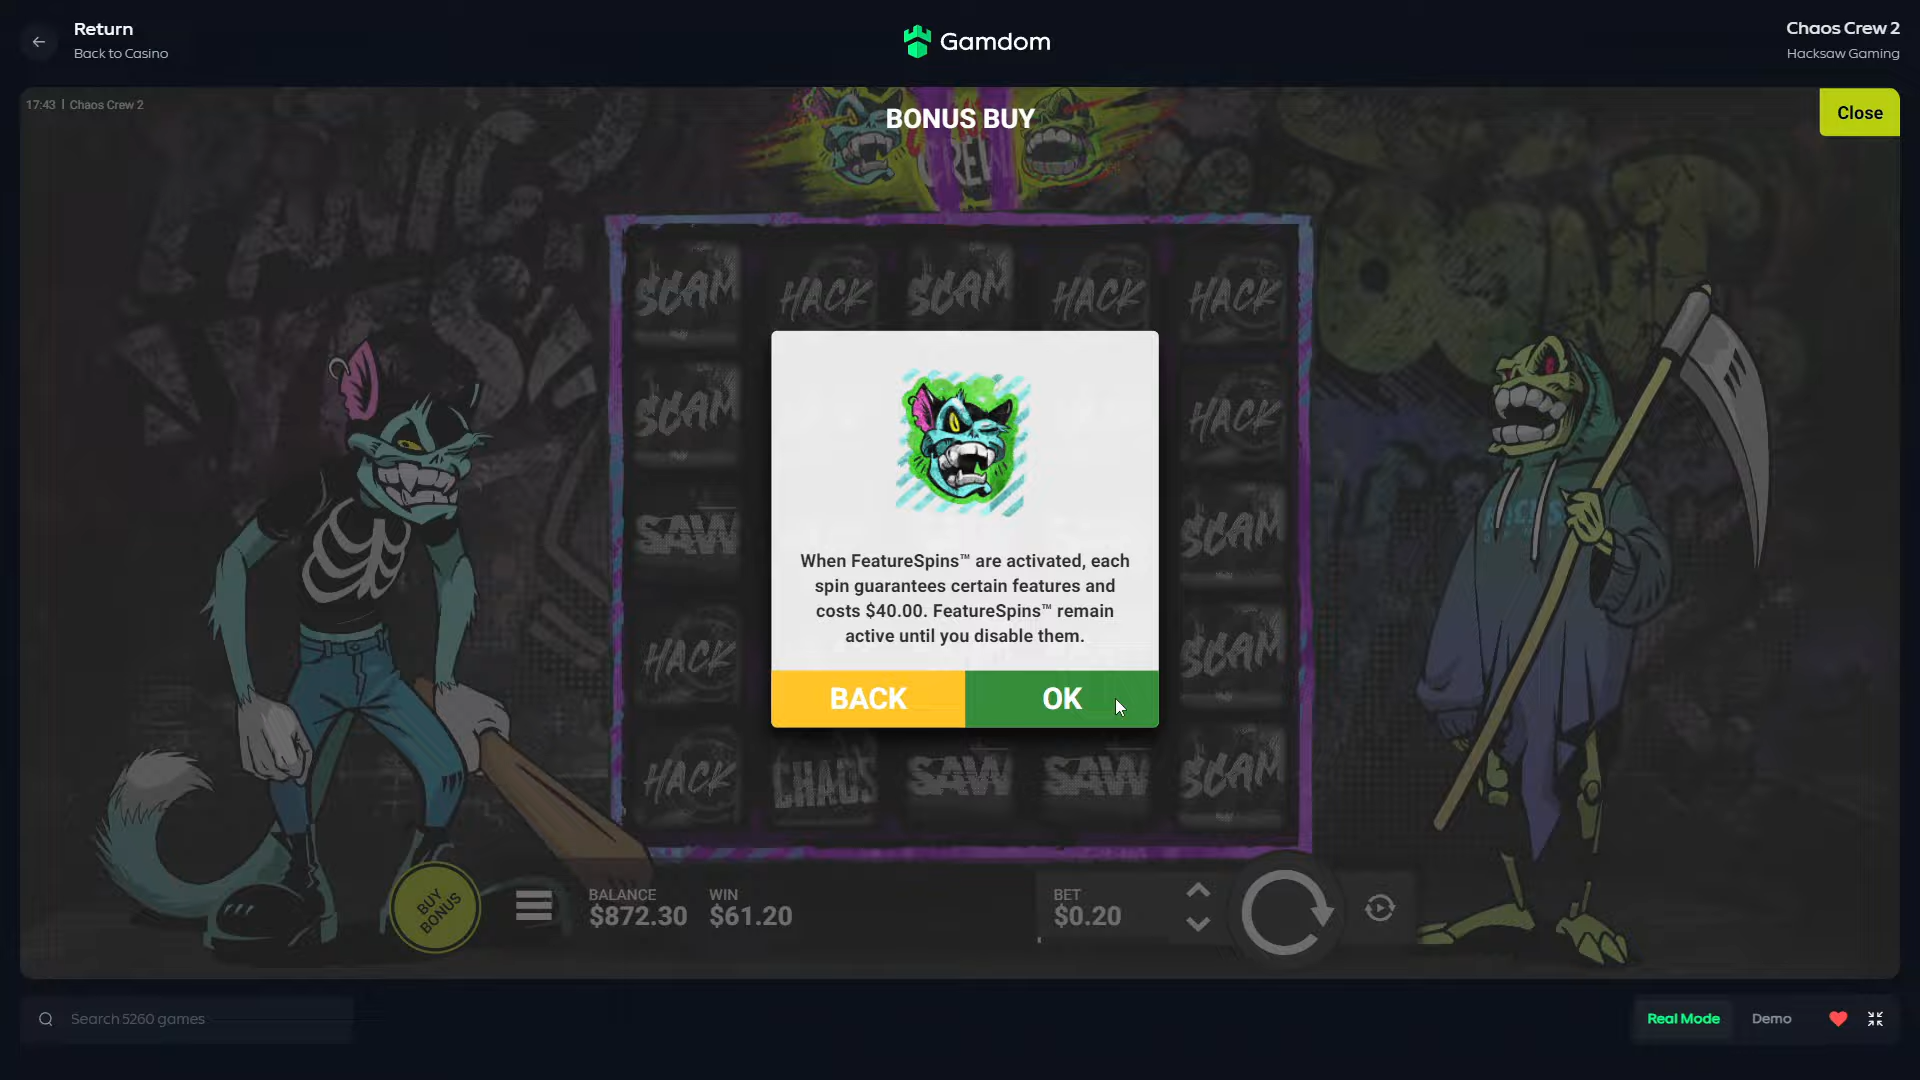 Return
Back to Casino
Gamdom
Chaos Crew 2
Hacksaw Gaming
17:43 | Chaos Crew 2
BONUS BUY
Close
CREW
SCAM HACK SCAM HACK HACK
SCAM HACK
SAW SCAM
HACK SCAM
HACK CHAOS SAW SAW SCAM
When FeatureSpins™ are activated, each
spin guarantees certain features and
costs $40.00. FeatureSpins™ remain
active until you disable them.
BACK OK
BUY
BONUS
BALANCE WIN BET
$872.30 $61.20 $0.20
Search 5260 games
Real Mode Demo